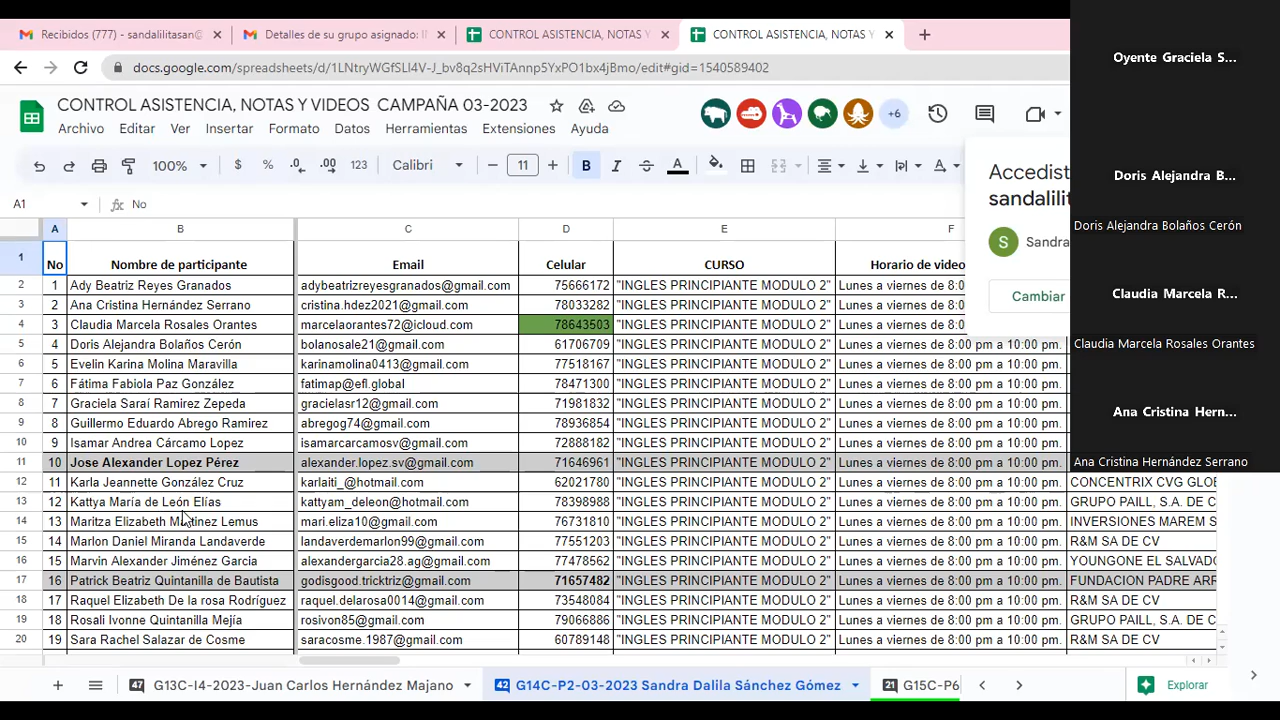 Recibidos (777) - sandalilitasan@
Detalles de su grupo asignado: II
CONTROL ASISTENCIA, NOTAS Y
CONTROL ASISTENCIA, NOTAS Y
docs.google.com/spreadsheets/d/1LNtryWGfSLl4V-J_bv8q2sHViTAnnp5YxPO1bx4jBmo/edit#gid=1540589402
CONTROL ASISTENCIA, NOTAS Y VIDEOS CAMPAÑA 03-2023
+6
Archivo Editar Ver Insertar Formato Datos Herramientas Extensiones Ayuda
100% $ % .0 .00 123 Calibri 11 B I A A
Accedist
sandalilit
S Sandra
Cambiar
A1 fx No
A B C D E F
1 No Nombre de participante Email Celular CURSO Horario de video
2 1 Ady Beatriz Reyes Granados adybeatrizreyesgranados@gmail.com 75666172 "INGLES PRINCIPIANTE MODULO 2" Lunes a viernes de 8:0
3 2 Ana Cristina Hernández Serrano cristina.hdez2021@gmail.com 78033282 "INGLES PRINCIPIANTE MODULO 2" Lunes a viernes de 8:0
4 3 Claudia Marcela Rosales Orantes marcelaorantes72@icloud.com 78643503 "INGLES PRINCIPIANTE MODULO 2" Lunes a viernes de 8:0
5 4 Doris Alejandra Bolaños Cerón bolanosale21@gmail.com 61706709 "INGLES PRINCIPIANTE MODULO 2" Lunes a viernes de 8:00 pm a 10:00 pm.
6 5 Evelin Karina Molina Maravilla karinamolina0413@gmail.com 77518167 "INGLES PRINCIPIANTE MODULO 2" Lunes a viernes de 8:00 pm a 10:00 pm.
7 6 Fátima Fabiola Paz González fatimap@efl.global 78471300 "INGLES PRINCIPIANTE MODULO 2" Lunes a viernes de 8:00 pm a 10:00 pm.
8 7 Graciela Saraí Ramirez Zepeda gracielasr12@gmail.com 71981832 "INGLES PRINCIPIANTE MODULO 2" Lunes a viernes de 8:00 pm a 10:00 pm.
9 8 Guillermo Eduardo Abrego Ramirez abregog74@gmail.com 78936854 "INGLES PRINCIPIANTE MODULO 2" Lunes a viernes de 8:00 pm a 10:00 pm.
10 9 Isamar Andrea Cárcamo Lopez isamarcarcamosv@gmail.com 72888182 "INGLES PRINCIPIANTE MODULO 2" Lunes a viernes de 8:00 pm a 10:00 pm.
11 10 Jose Alexander Lopez Pérez alexander.lopez.sv@gmail.com 71646961 "INGLES PRINCIPIANTE MODULO 2" Lunes a viernes de 8:00 pm a 10:00 pm.
12 11 Karla Jeannette González Cruz karlaiti_@hotmail.com 62021780 "INGLES PRINCIPIANTE MODULO 2" Lunes a viernes de 8:00 pm a 10:00 pm. CONCENTRIX CVG GLOB
13 12 Kattya María de León Elías kattyam_deleon@hotmail.com 78398988 "INGLES PRINCIPIANTE MODULO 2" Lunes a viernes de 8:00 pm a 10:00 pm. GRUPO PAILL, S.A. DE C
14 13 Maritza Elizabeth Martinez Lemus mari.eliza10@gmail.com 76731810 "INGLES PRINCIPIANTE MODULO 2" Lunes a viernes de 8:00 pm a 10:00 pm. INVERSIONES MAREM S
15 14 Marlon Daniel Miranda Landaverde landaverdemarlon99@gmail.com 77551203 "INGLES PRINCIPIANTE MODULO 2" Lunes a viernes de 8:00 pm a 10:00 pm. R&M SA DE CV
16 15 Marvin Alexander Jiménez Garcia alexandergarcia28.ag@gmail.com 77478562 "INGLES PRINCIPIANTE MODULO 2" Lunes a viernes de 8:00 pm a 10:00 pm. YOUNGONE EL SALVADO
17 16 Patrick Beatriz Quintanilla de Bautista godisgood.tricktriz@gmail.com 71657482 "INGLES PRINCIPIANTE MODULO 2" Lunes a viernes de 8:00 pm a 10:00 pm. FUNDACION PADRE ARR
18 17 Raquel Elizabeth De la rosa Rodríguez raquel.delarosa0014@gmail.com 73548084 "INGLES PRINCIPIANTE MODULO 2" Lunes a viernes de 8:00 pm a 10:00 pm. R&M SA DE CV
19 18 Rosali Ivonne Quintanilla Mejía rosivon85@gmail.com 79066886 "INGLES PRINCIPIANTE MODULO 2" Lunes a viernes de 8:00 pm a 10:00 pm. GRUPO PAILL, S.A. DE C
20 19 Sara Rachel Salazar de Cosme saracosme.1987@gmail.com 60789148 "INGLES PRINCIPIANTE MODULO 2" Lunes a viernes de 8:00 pm a 10:00 pm. R&M SA DE CV
47 G13C-I4-2023-Juan Carlos Hernández Majano
42 G14C-P2-03-2023 Sandra Dalila Sánchez Gómez
21 G15C-P6
Explorar
Oyente Graciela S...
Doris Alejandra B...
Doris Alejandra Bolaños Cerón
Claudia Marcela R...
Claudia Marcela Rosales Orantes
Ana Cristina Hern...
Ana Cristina Hernández Serrano